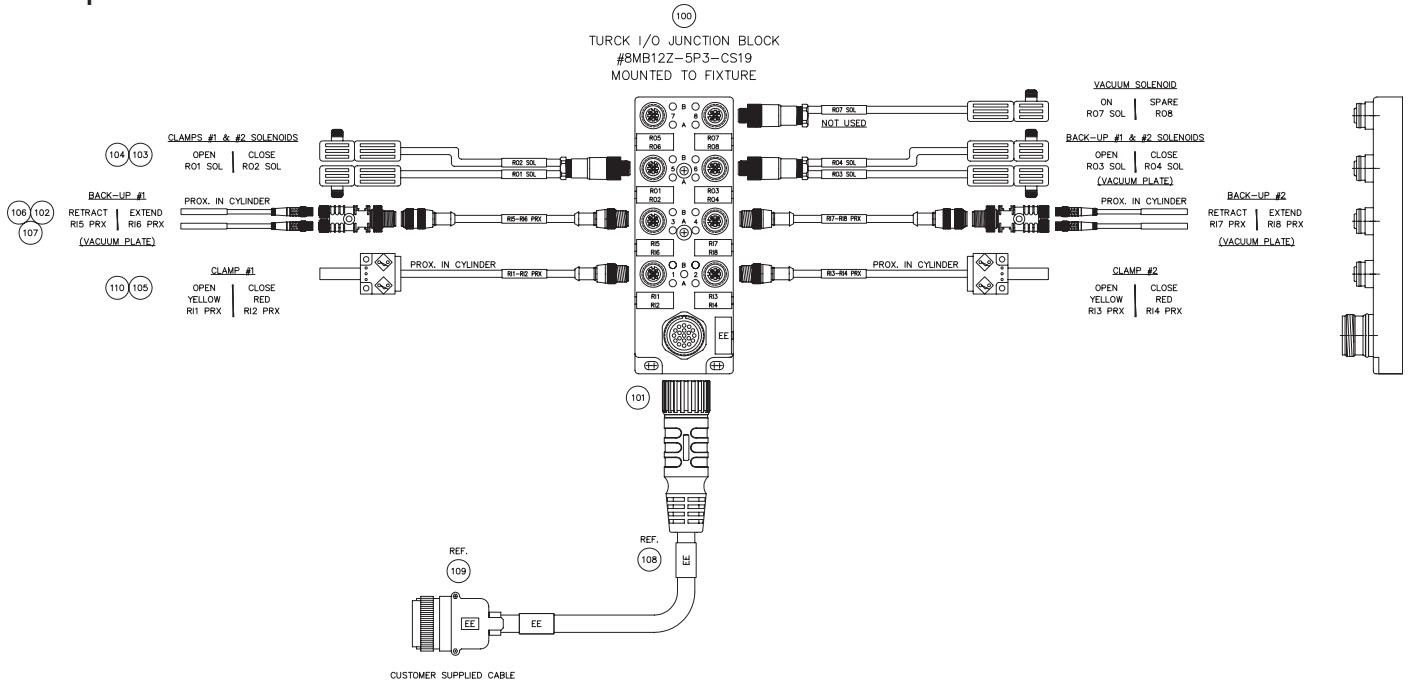 100
TURCK I/O JUNCTION BLOCK
#8MB12Z-5P3-CS19
MOUNTED TO FIXTURE
104 103
CLAMPS #1 & #2 SOLENOIDS
OPEN CLOSE
RO1 SOL RO2 SOL
RO2 SOL
RO1 SOL
BACK-UP #1
106 102
107
RETRACT EXTEND
RI5 PRX RI6 PRX
(VACUUM PLATE)
PROX. IN CYLINDER
RI5-RI6 PRX
110 105
CLAMP #1
OPEN CLOSE
YELLOW RED
RI1 PRX RI2 PRX
PROX. IN CYLINDER
RI1-RI2 PRX
B
7 8
A
RO5 RO7
RO6 RO8
B
5 6
A
RO1 RO3
RO2 RO4
B
3 4
A
RI5 RI7
RI6 RI8
B B
1 2
A
RI1 RI3
RI2 RI4
EE
RO7 SOL
NOT USED
VACUUM SOLENOID
ON SPARE
RO7 SOL RO8
RO4 SOL
RO3 SOL
BACK-UP #1 & #2 SOLENOIDS
OPEN CLOSE
RO3 SOL RO4 SOL
(VACUUM PLATE)
RI7-RI8 PRX
PROX. IN CYLINDER
BACK-UP #2
RETRACT EXTEND
RI7 PRX RI8 PRX
(VACUUM PLATE)
PROX. IN CYLINDER
RI3-RI4 PRX
CLAMP #2
OPEN CLOSE
YELLOW RED
RI3 PRX RI4 PRX
101
REF.
108
EE
REF.
109
EE
EE
CUSTOMER SUPPLIED CABLE